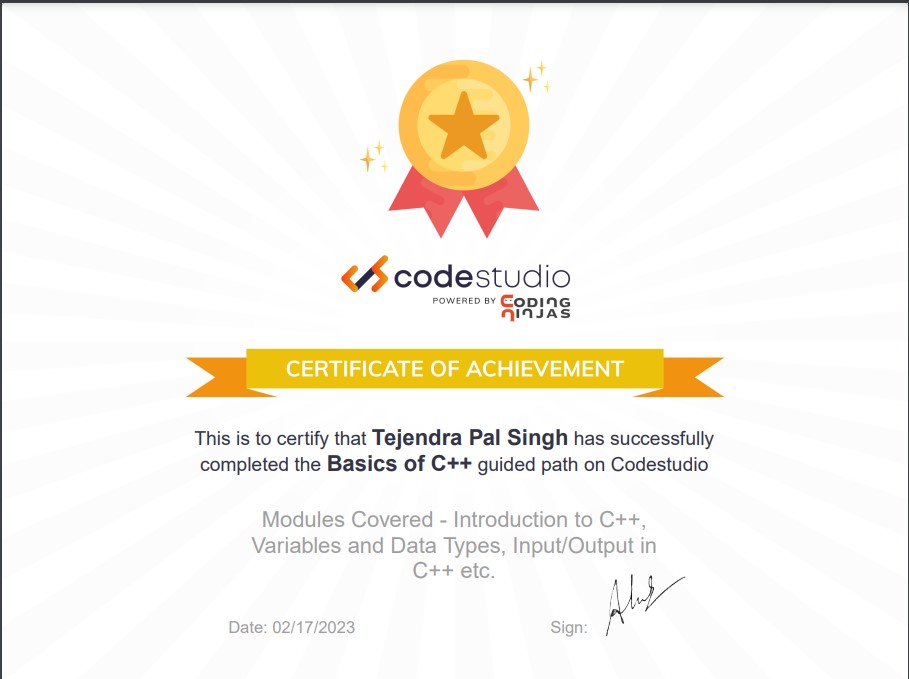 codestudio
POWERED BY CODING NINJAS
CERTIFICATE OF ACHIEVEMENT
This is to certify that Tejendra Pal Singh has successfully
completed the Basics of C++ guided path on Codestudio
Modules Covered - Introduction to C++,
Variables and Data Types, Input/Output in
C++ etc.
Date: 02/17/2023 Sign: